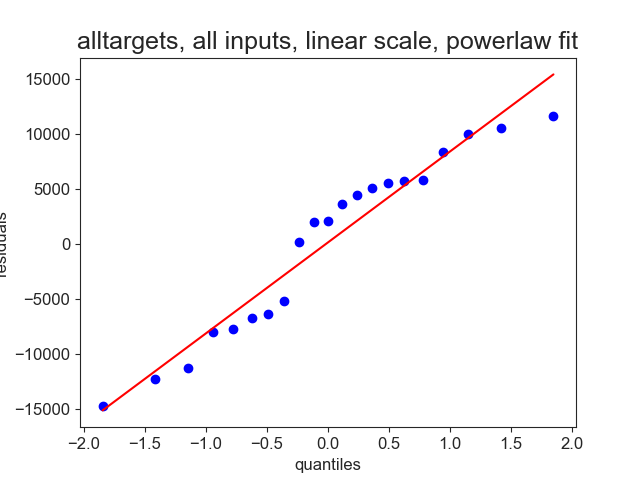 alltargets, all inputs, linear scale, powerlaw fit
15000
10000
5000
0
−5000
−10000
−15000
residuals
−2.0 −1.5 −1.0 −0.5 0.0 0.5 1.0 1.5 2.0
quantiles